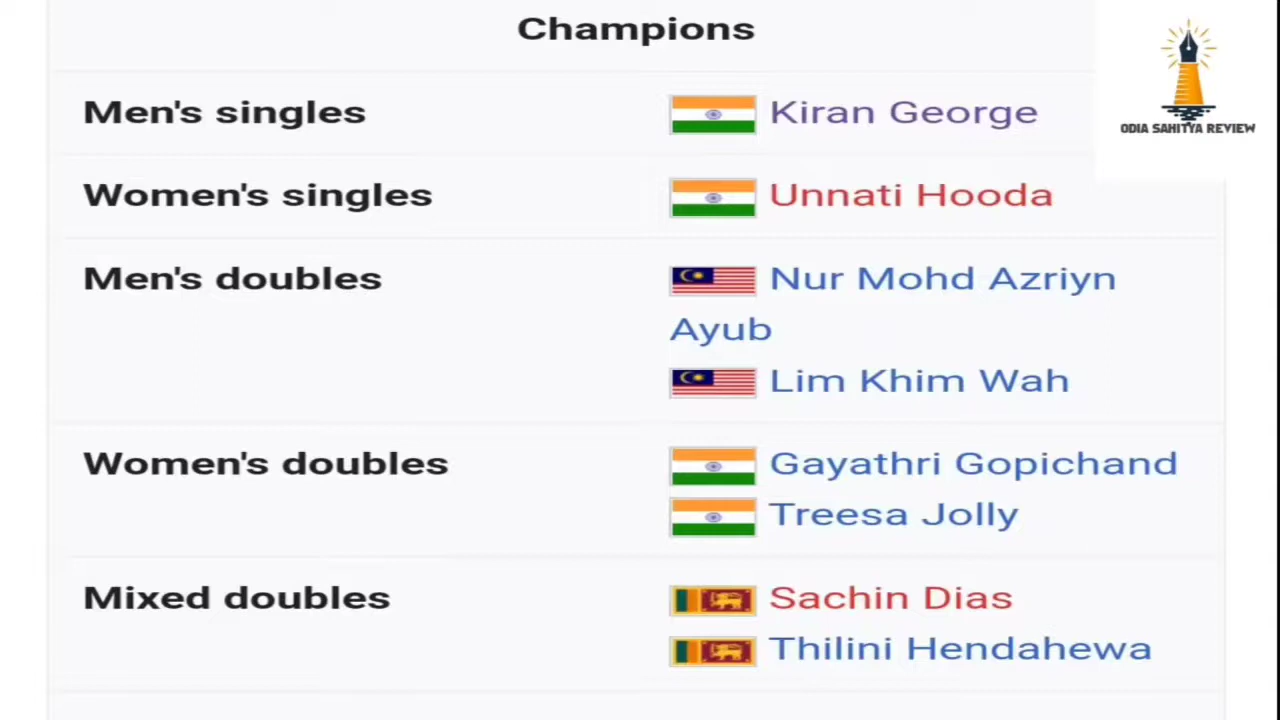 Champions
ODIA SAHITYA REVIEW
Men's singles Kiran George
Women's singles Unnati Hooda
Men's doubles Nur Mohd Azriyn
Ayub
Lim Khim Wah
Women's doubles Gayathri Gopichand
Treesa Jolly
Mixed doubles Sachin Dias
Thilini Hendahewa